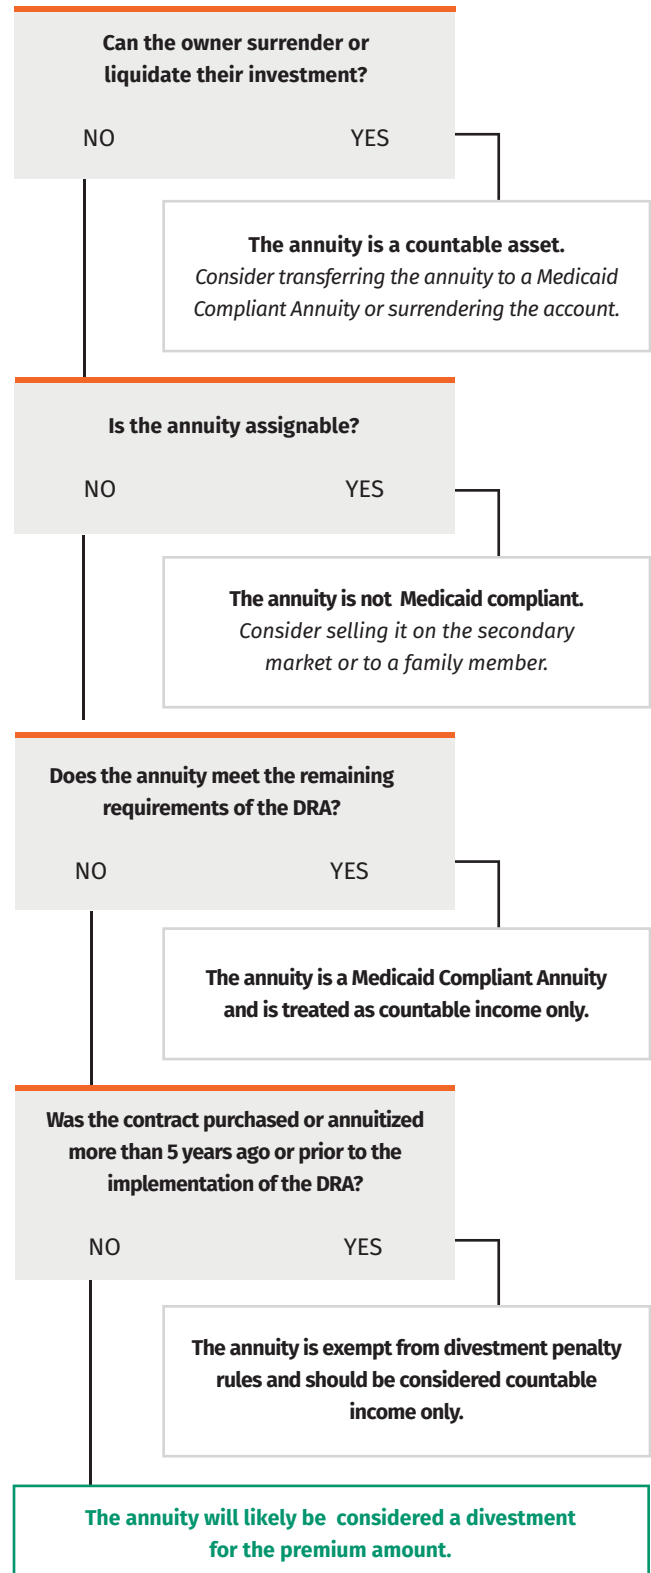 Can the owner surrender or
liquidate their investment?
NO YES
The annuity is a countable asset.
Consider transferring the annuity to a Medicaid
Compliant Annuity or surrendering the account.
Is the annuity assignable?
NO YES
The annuity is not Medicaid compliant.
Consider selling it on the secondary
market or to a family member.
Does the annuity meet the remaining
requirements of the DRA?
NO YES
The annuity is a Medicaid Compliant Annuity
and is treated as countable income only.
Was the contract purchased or annuitized
more than 5 years ago or prior to the
implementation of the DRA?
NO YES
The annuity is exempt from divestment penalty
rules and should be considered countable
income only.
The annuity will likely be considered a divestment
for the premium amount.